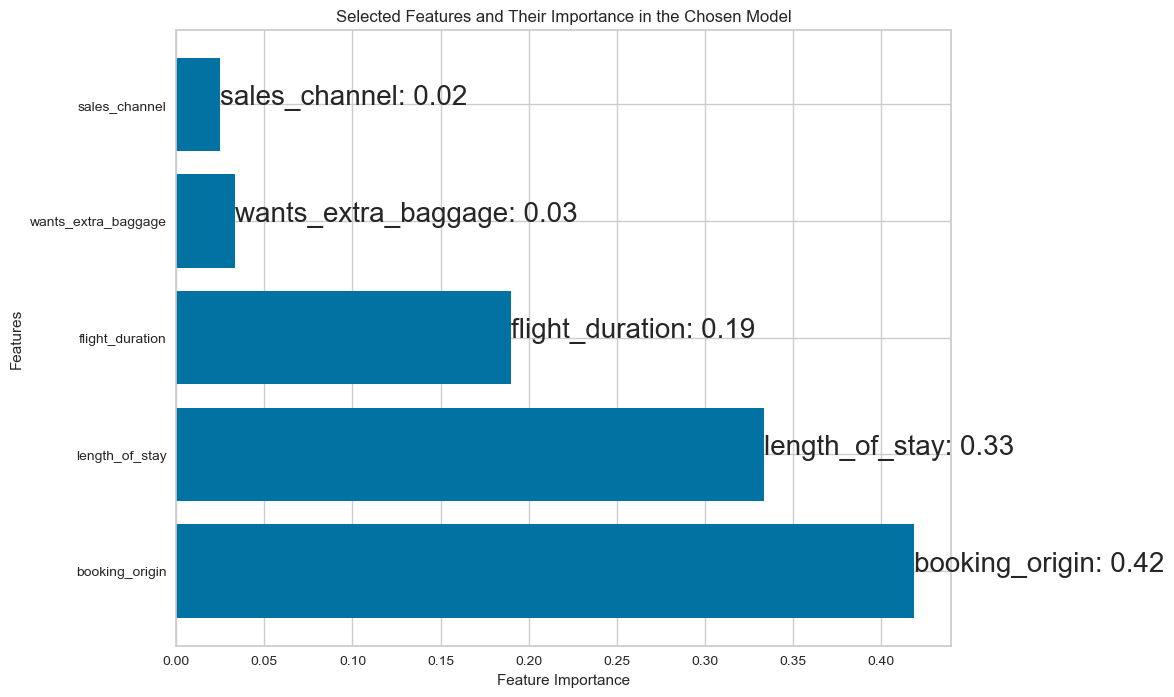 Selected Features and Their Importance in the Chosen Model
sales_channel
sales_channel: 0.02
wants_extra_baggage
wants_extra_baggage: 0.03
Features
flight_duration
flight_duration: 0.19
length_of_stay
length_of_stay: 0.33
booking_origin
booking_origin: 0.42
0.00 0.05 0.10 0.15 0.20 0.25 0.30 0.35 0.40
Feature Importance